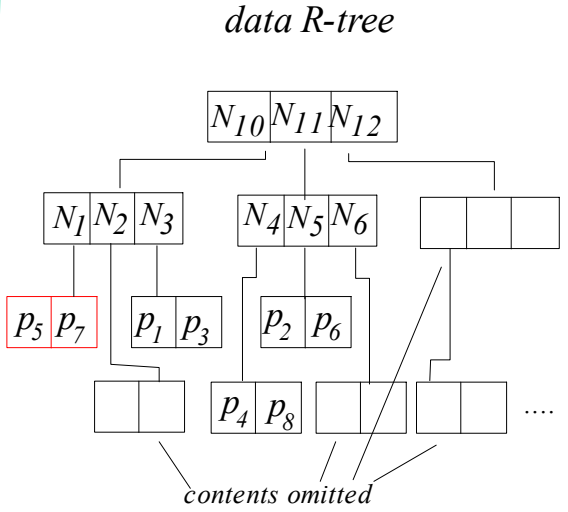 data R-tree
N10 N11 N12
N1 N2 N3
N4 N5 N6
p5 p7
p1 p3
p2 p6
p4 p8
....
contents omitted